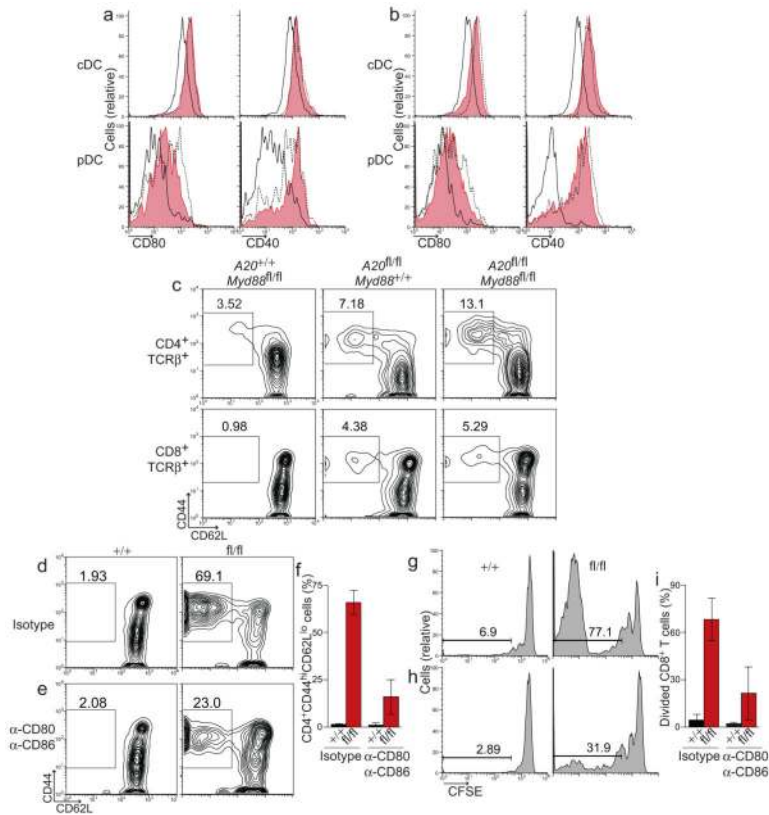 a
b
cDC
cDC
Cells (relative)
Cells (relative)
pDC
pDC
CD80
CD40
CD80
CD40
c
A20+/+
Myd88fl/fl
A20fl/fl
Myd88+/+
A20fl/fl
Myd88fl/fl
3.52
7.18
13.1
CD4+
TCRβ+
0.98
4.38
5.29
CD8+
TCRβ+
CD44
CD62L
d
+/+
fl/fl
1.93
69.1
Isotype
e
2.08
23.0
α-CD80
α-CD86
CD44
CD62L
f
CD4+CD44hiCD62Llo cells (%)
75
50
25
0
+/+
fl/fl
+/+
fl/fl
Isotype
α-CD80
α-CD86
g
+/+
fl/fl
6.9
77.1
Cells (relative)
h
2.89
31.9
CFSE
i
Divided CD8+ T cells (%)
90
60
30
0
+/+
fl/fl
+/+
fl/fl
Isotype
α-CD80
α-CD86